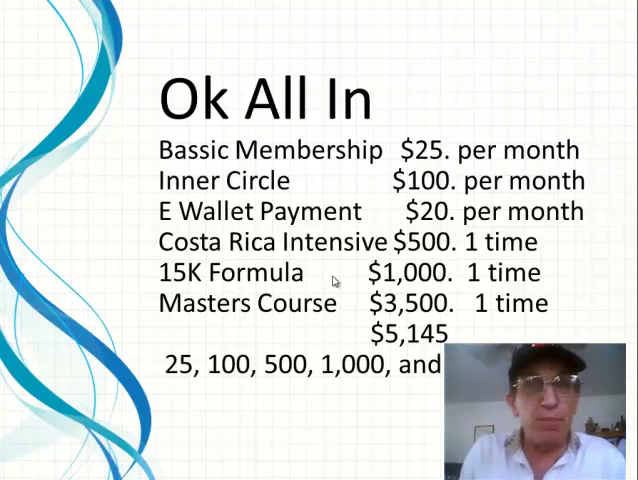 Ok All In
Bassic Membership $25. per month
Inner Circle $100. per month
E Wallet Payment $20. per month
Costa Rica Intensive $500. 1 time
15K Formula $1,000. 1 time
Masters Course $3,500. 1 time
$5,145
25, 100, 500, 1,000, and